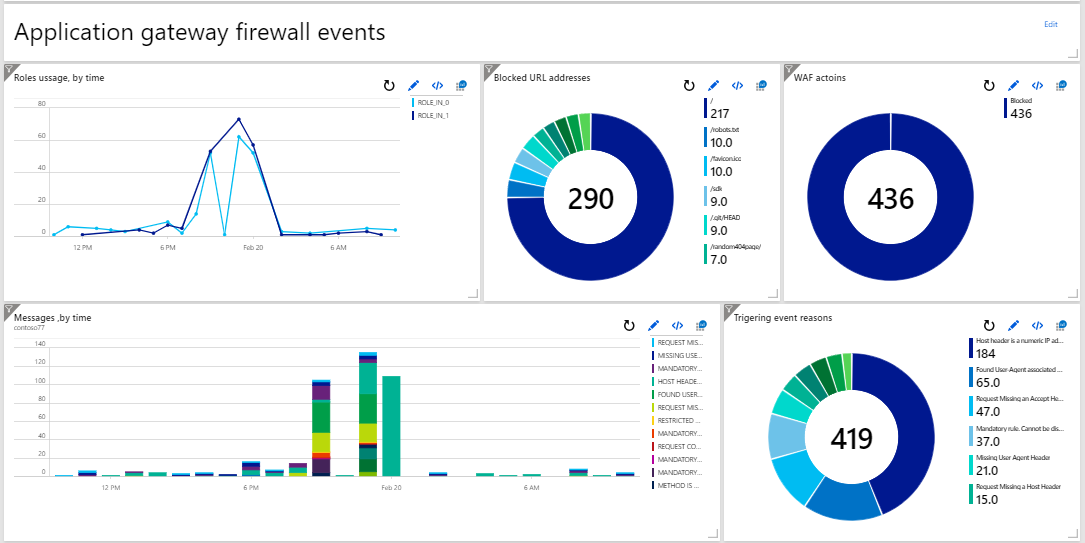 Application gateway firewall events
Edit
Roles ussage, by time
80
60
40
20
0
12 PM
6 PM
Feb 20
6 AM
ROLE_IN_0
ROLE_IN_1
Blocked URL addresses
290
/
217
/robots.txt
10.0
/favicon.ico
10.0
/sdk
9.0
/.git/HEAD
9.0
/random404page/
7.0
WAF actoins
436
Blocked
436
Messages ,by time
contoso77
140
120
100
80
60
40
20
0
12 PM
6 PM
Feb 20
6 AM
REQUEST MIS...
MISSING USE...
MANDATORY...
HOST HEADE...
FOUND USER...
REQUEST MIS...
RESTRICTED ...
MANDATORY...
REQUEST CO...
MANDATORY...
MANDATORY...
METHOD IS ...
Trigering event reasons
419
Host header is a numeric IP ad...
184
Found User-Agent associated ...
65.0
Request Missing an Accept He...
47.0
Mandatory rule. Cannot be dis...
37.0
Missing User Agent Header
21.0
Request Missing a Host Header
15.0